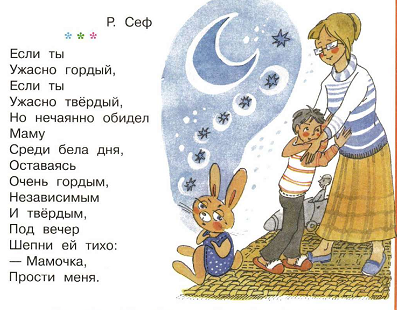 Р. Сеф
* * *
Если ты
Ужасно гордый,
Если ты
Ужасно твёрдый,
Но нечаянно обидел
Маму
Среди бела дня,
Оставаясь
Очень гордым,
Независимым
И твёрдым,
Под вечер
Шепни ей тихо:
— Мамочка,
Прости меня.